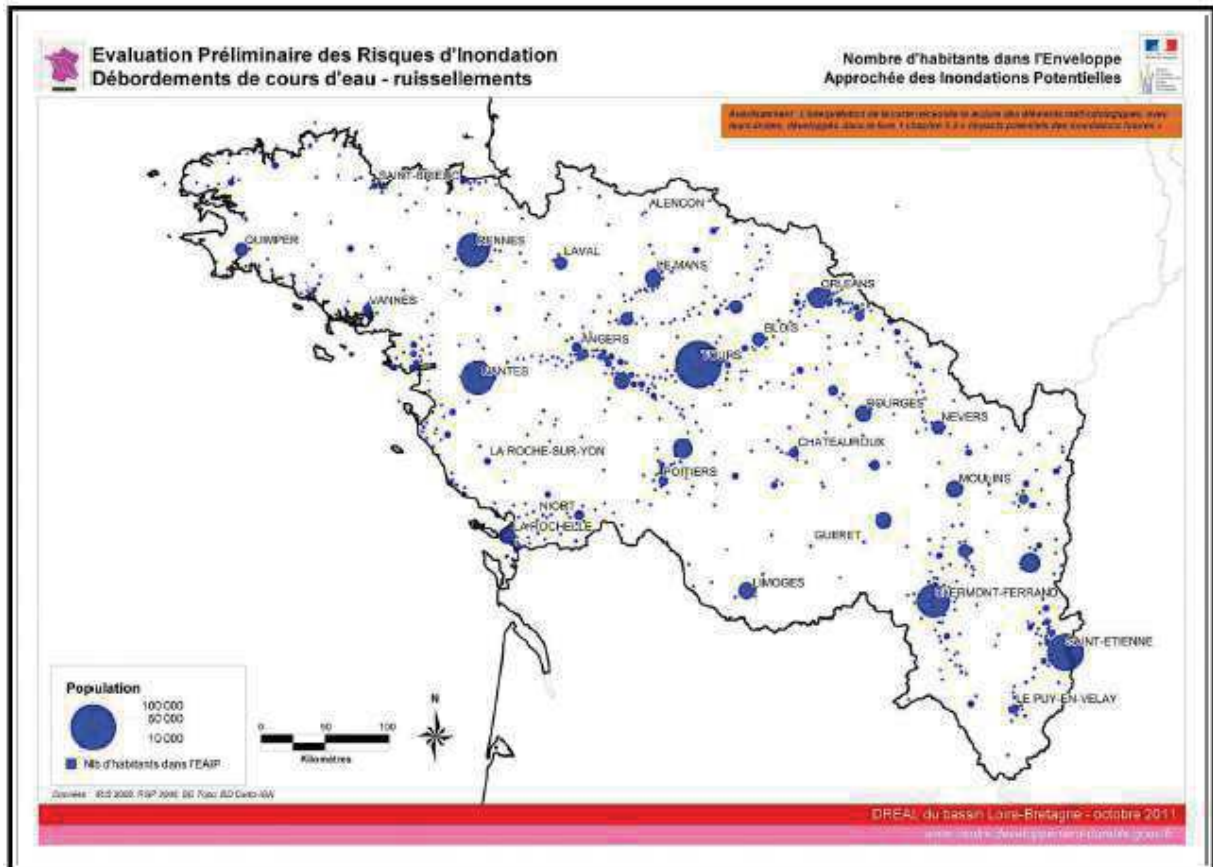 Evaluation Préliminaire des Risques d'Inondation
Débordements de cours d'eau - ruissellements
Nombre d'habitants dans l'Enveloppe
Approchée des Inondations Potentielles
SAINT-BRIEUC
ALENCON
QUIMPER
RENNES
LAVAL
LE MANS
ORLEANS
VANNES
BLOIS
ANGERS
TOURS
NANTES
BOURGES
NEVERS
CHATEAUROUX
LA ROCHE-SUR-YON
POITIERS
MOULINS
NIORT
LA ROCHELLE
GUERET
LIMOGES
CLERMONT-FERRAND
SAINT-ETIENNE
LE PUY-EN-VELAY
Population
100 000
50 000
10 000
Nb d'habitants dans l'EAIP
N
0 50 100
Kilomètres
DREAL du bassin Loire-Bretagne - octobre 2011